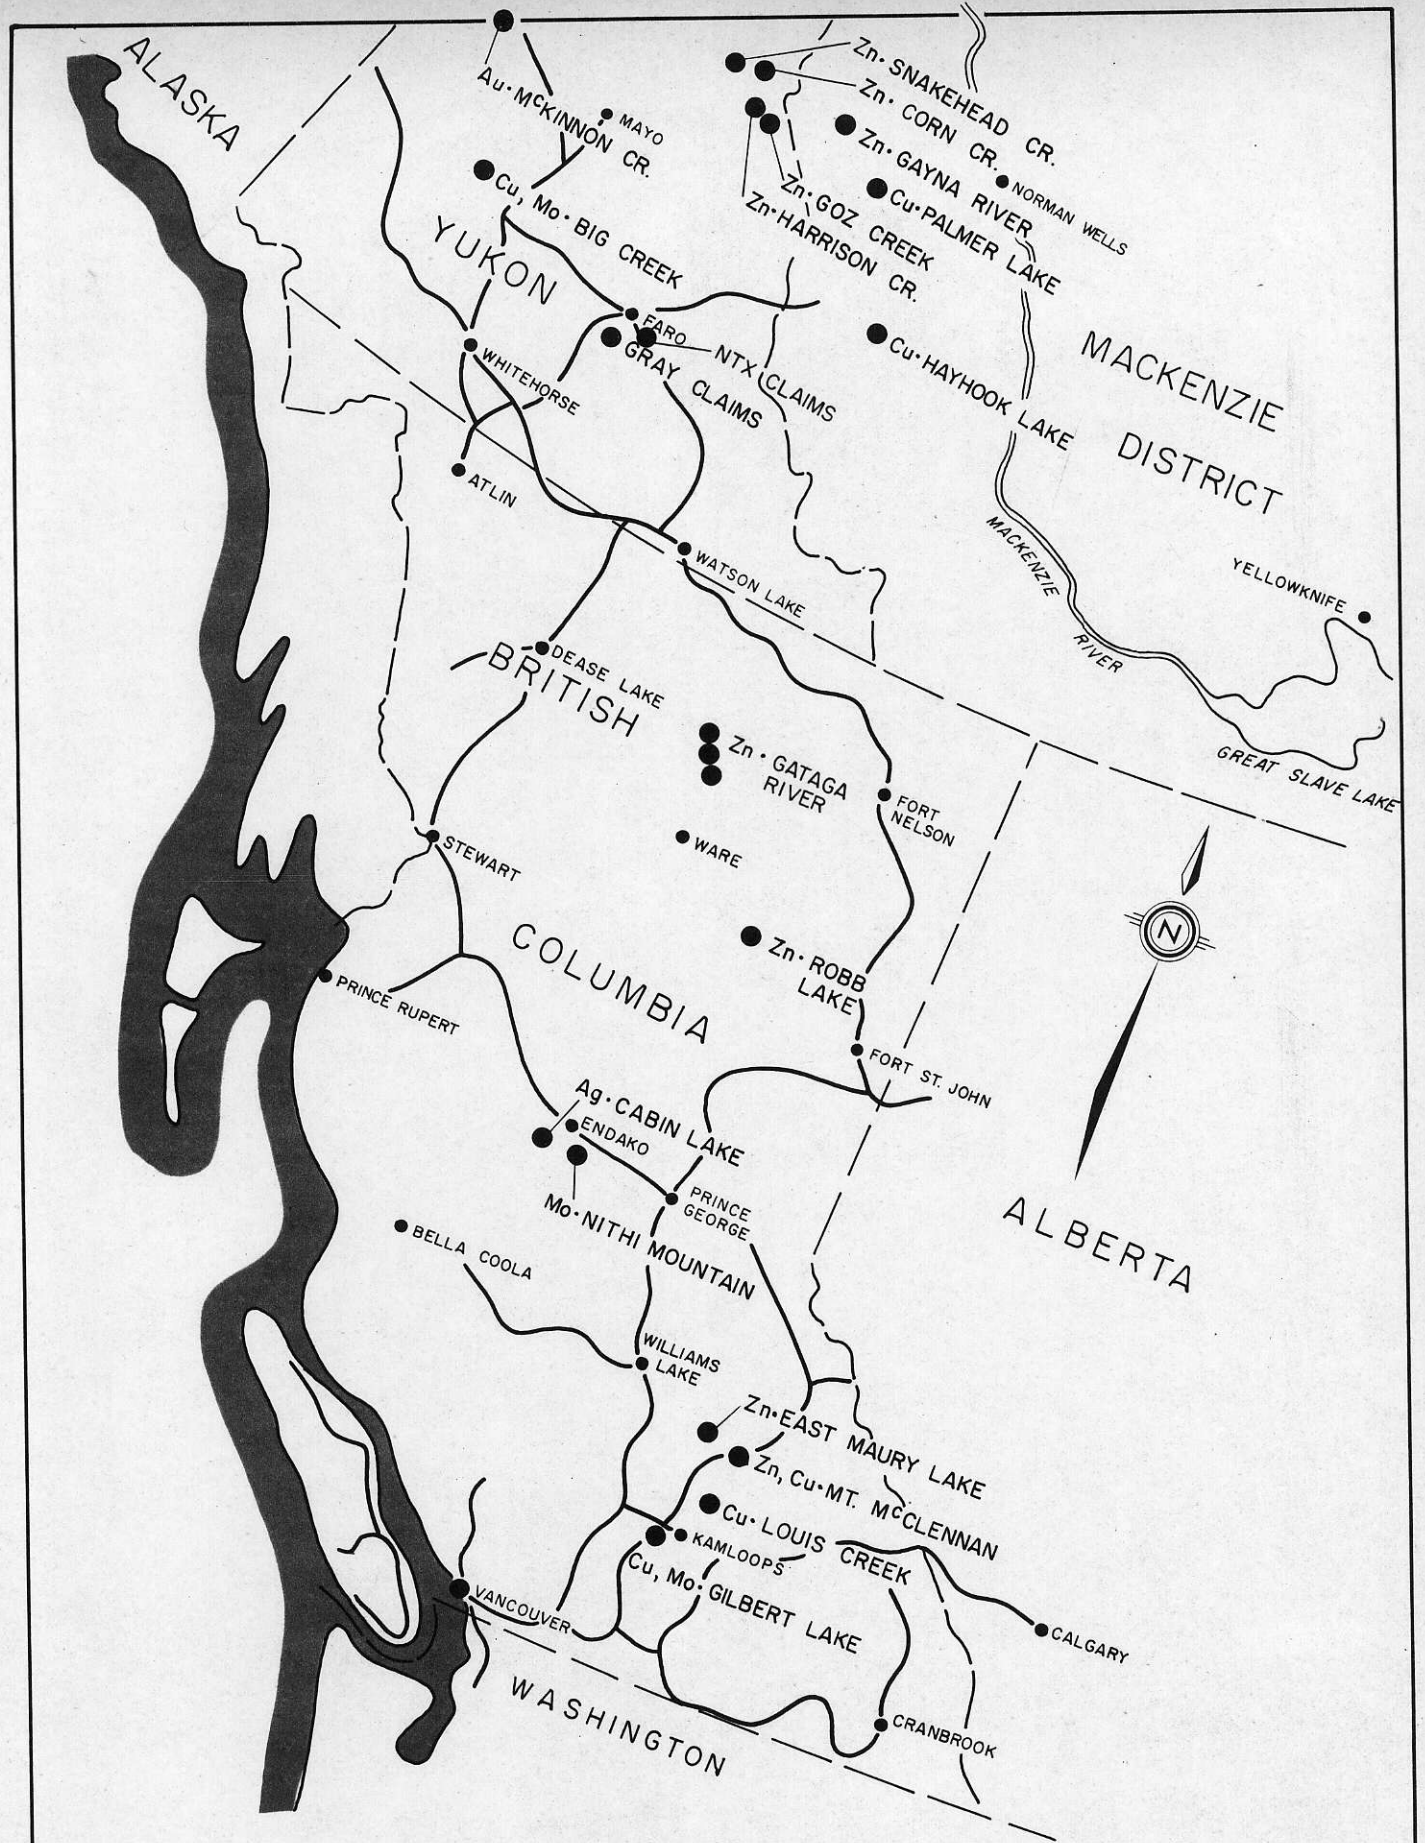 ALASKA
Au·McKINNON CR.
MAYO
Zn·SNAKEHEAD CR.
Zn·CORN CR.
Zn·GAYNA RIVER
NORMAN WELLS
Cu·PALMER LAKE
Zn·GOZ CREEK
Zn·HARRISON CR.
Cu, Mo·BIG CREEK
YUKON
FARO
GRAY CLAIMS
NTX CLAIMS
WHITEHORSE
Cu·HAYHOOK LAKE
MACKENZIE
DISTRICT
ATLIN
MACKENZIE
RIVER
YELLOWKNIFE
WATSON LAKE
DEASE LAKE
BRITISH
GREAT SLAVE LAKE
Zn·GATAGA
RIVER
FORT
NELSON
WARE
STEWART
N
COLUMBIA
Zn·ROBB
LAKE
PRINCE RUPERT
FORT ST. JOHN
Ag·CABIN LAKE
ENDAKO
PRINCE
GEORGE
Mo·NITHI MOUNTAIN
ALBERTA
BELLA COOLA
WILLIAMS
LAKE
Zn·EAST MAURY LAKE
Zn, Cu·MT. McCLENNAN
Cu·LOUIS CREEK
KAMLOOPS
Cu, Mo·GILBERT LAKE
VANCOUVER
CALGARY
WASHINGTON
CRANBROOK